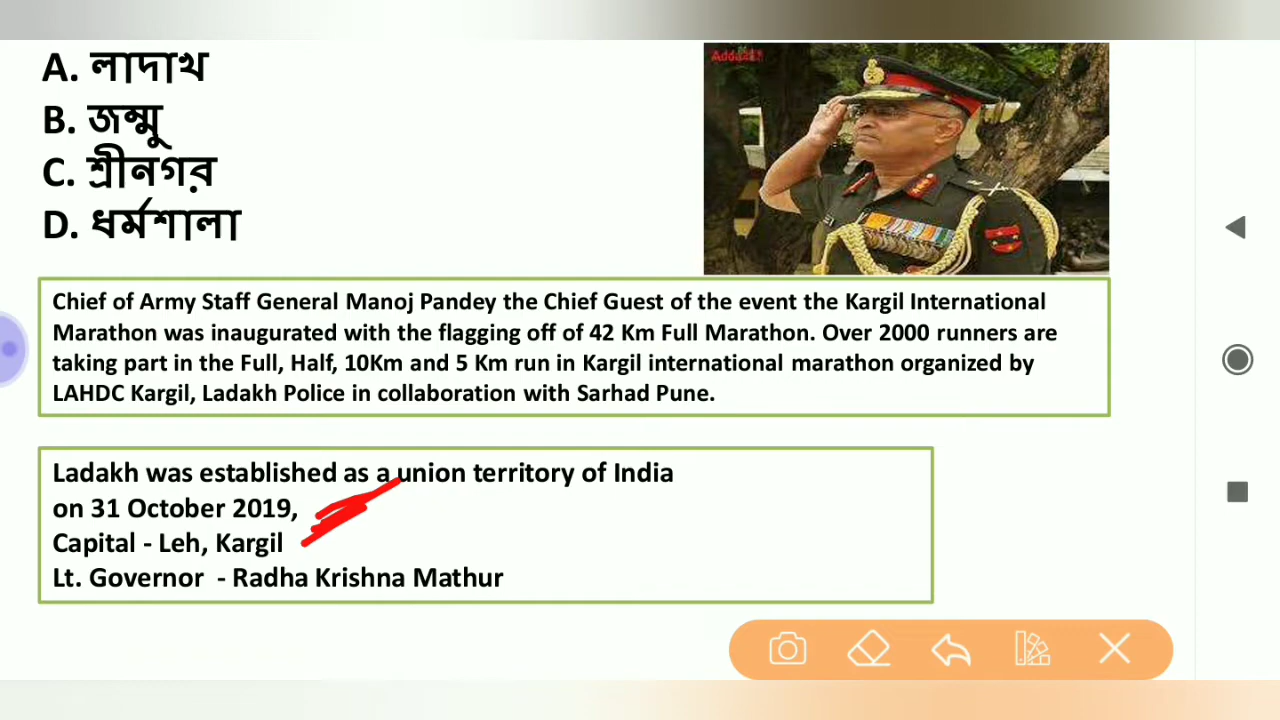 A. লাদাখ
B. জম্মু
C. শ্রীনগর
D. ধর্মশালা
Adda247
Chief of Army Staff General Manoj Pandey the Chief Guest of the event the Kargil International
Marathon was inaugurated with the flagging off of 42 Km Full Marathon. Over 2000 runners are
taking part in the Full, Half, 10Km and 5 Km run in Kargil international marathon organized by
LAHDC Kargil, Ladakh Police in collaboration with Sarhad Pune.
Ladakh was established as a union territory of India
on 31 October 2019,
Capital - Leh, Kargil
Lt. Governor - Radha Krishna Mathur